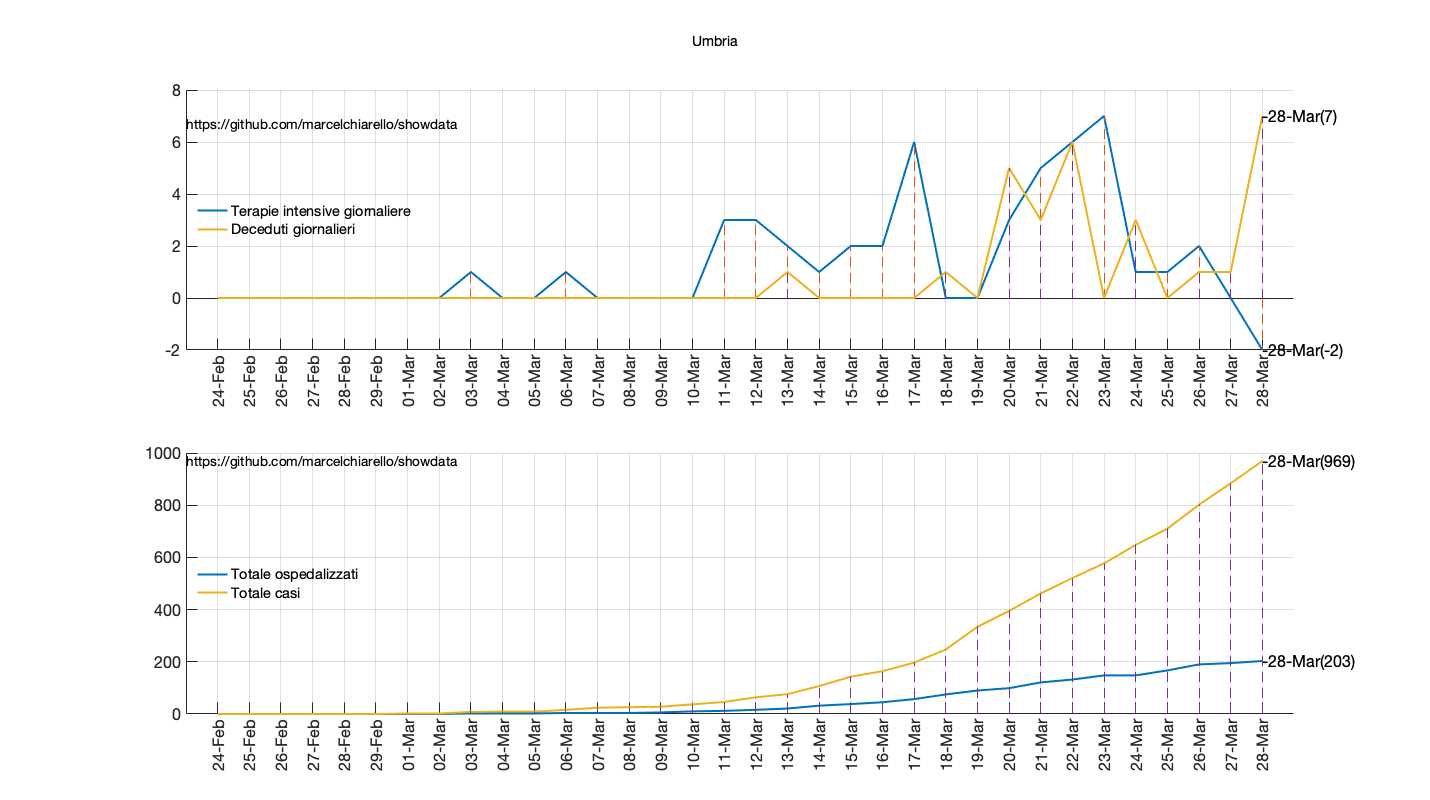 Umbria
8
https://github.com/marcelchiarello/showdata
-28-Mar(7)
6
4
Terapie intensive giornaliere
Deceduti giornalieri
2
0
-2
-28-Mar(-2)
24-Feb 25-Feb 26-Feb 27-Feb 28-Feb 29-Feb 01-Mar 02-Mar 03-Mar 04-Mar 05-Mar 06-Mar 07-Mar 08-Mar 09-Mar 10-Mar 11-Mar 12-Mar 13-Mar 14-Mar 15-Mar 16-Mar 17-Mar 18-Mar 19-Mar 20-Mar 21-Mar 22-Mar 23-Mar 24-Mar 25-Mar 26-Mar 27-Mar 28-Mar
1000
https://github.com/marcelchiarello/showdata
-28-Mar(969)
800
600
Totale ospedalizzati
Totale casi
400
200
-28-Mar(203)
0
24-Feb 25-Feb 26-Feb 27-Feb 28-Feb 29-Feb 01-Mar 02-Mar 03-Mar 04-Mar 05-Mar 06-Mar 07-Mar 08-Mar 09-Mar 10-Mar 11-Mar 12-Mar 13-Mar 14-Mar 15-Mar 16-Mar 17-Mar 18-Mar 19-Mar 20-Mar 21-Mar 22-Mar 23-Mar 24-Mar 25-Mar 26-Mar 27-Mar 28-Mar